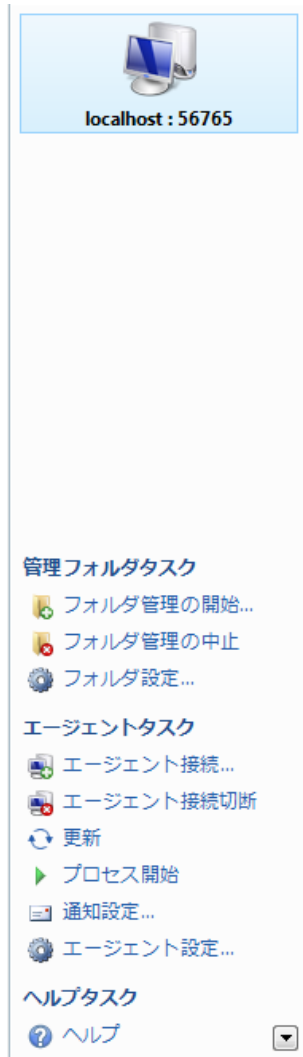 localhost : 56765
管理フォルダタスク
フォルダ管理の開始...
フォルダ管理の中止
フォルダ設定...
エージェントタスク
エージェント接続...
エージェント接続切断
更新
プロセス開始
通知設定...
エージェント設定...
ヘルプタスク
ヘルプ